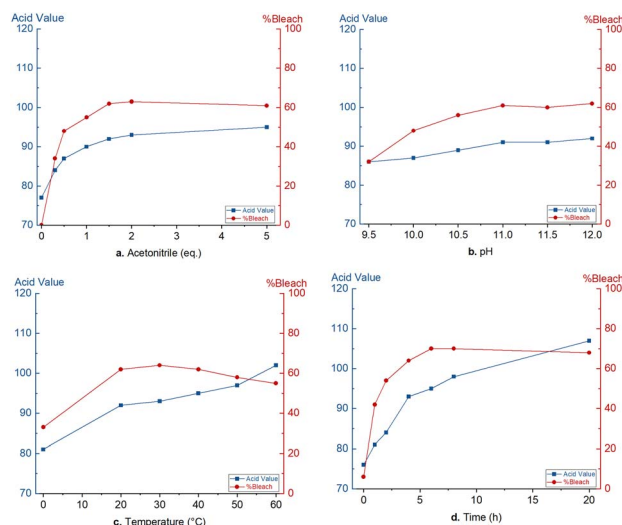 Acid Value %Bleach
120 100
110 80
100 60
90 40
80 20
70 0
0 1 2 3 4 5
Acid Value
%Bleach
a. Acetonitrile (eq.)
Acid Value %Bleach
120 100
110 80
100 60
90 40
80 20
70 0
9.5 10.0 10.5 11.0 11.5 12.0
Acid Value
%Bleach
b. pH
Acid Value %Bleach
120 100
110 80
100 60
90 40
80 20
70 0
0 10 20 30 40 50 60
Acid Value
%Bleach
c. Temperature (°C)
Acid Value %Bleach
120 100
110 80
100 60
90 40
80 20
70 0
0 5 10 15 20
Acid Value
%Bleach
d. Time (h)